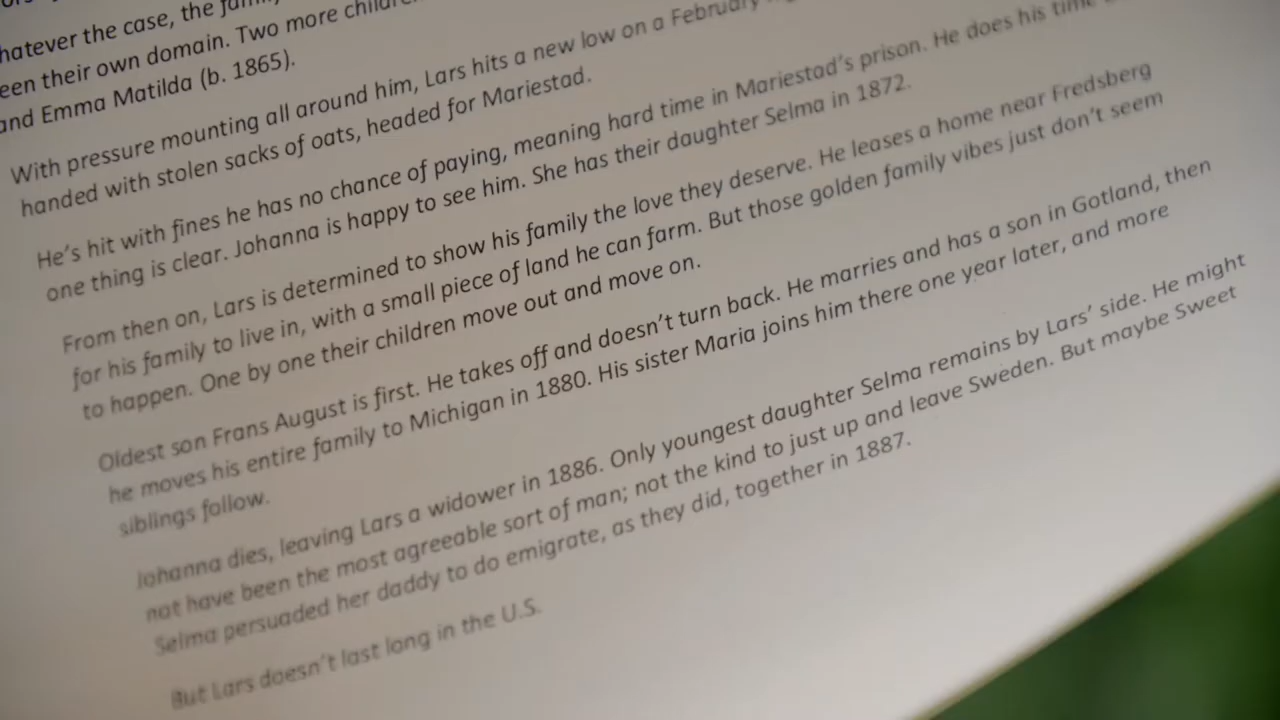 hatever the case, the
een their own domain. Two more
and Emma Matilda (b. 1865).
With pressure mounting all around him, Lars hits a new low on a February
handed with stolen sacks of oats, headed for Mariestad.
He's hit with fines he has no chance of paying, meaning hard time in Mariestad's prison. He does his time
one thing is clear. Johanna is happy to see him. She has their daughter Selma in 1872.
From then on, Lars is determined to show his family the love they deserve. He leases a home near Fredsberg
for his family to live in, with a small piece of land he can farm. But those golden family vibes just don't seem
to happen. One by one their children move out and move on.
Oldest son Frans August is first. He takes off and doesn't turn back. He marries and has a son in Gotland, then
he moves his entire family to Michigan in 1880. His sister Maria joins him there one year later, and more
siblings follow.
Johanna dies, leaving Lars a widower in 1886. Only youngest daughter Selma remains by Lars' side. He might
not have been the most agreeable sort of man; not the kind to just up and leave Sweden. But maybe Sweet
Selma persuaded her daddy to do emigrate, as they did, together in 1887.
But Lars doesn't last long in the U.S.